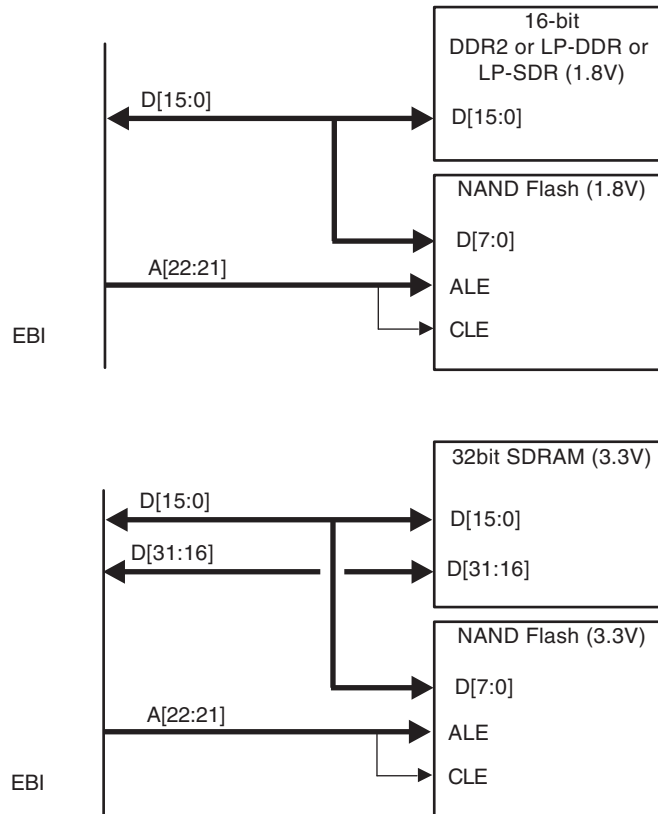 16-bit
DDR2 or LP-DDR or
LP-SDR (1.8V)
D[15:0]
D[15:0]
NAND Flash (1.8V)
D[7:0]
A[22:21]
ALE
EBI
CLE
32bit SDRAM (3.3V)
D[15:0]
D[15:0]
D[31:16]
D[31:16]
NAND Flash (3.3V)
D[7:0]
A[22:21]
ALE
EBI
CLE